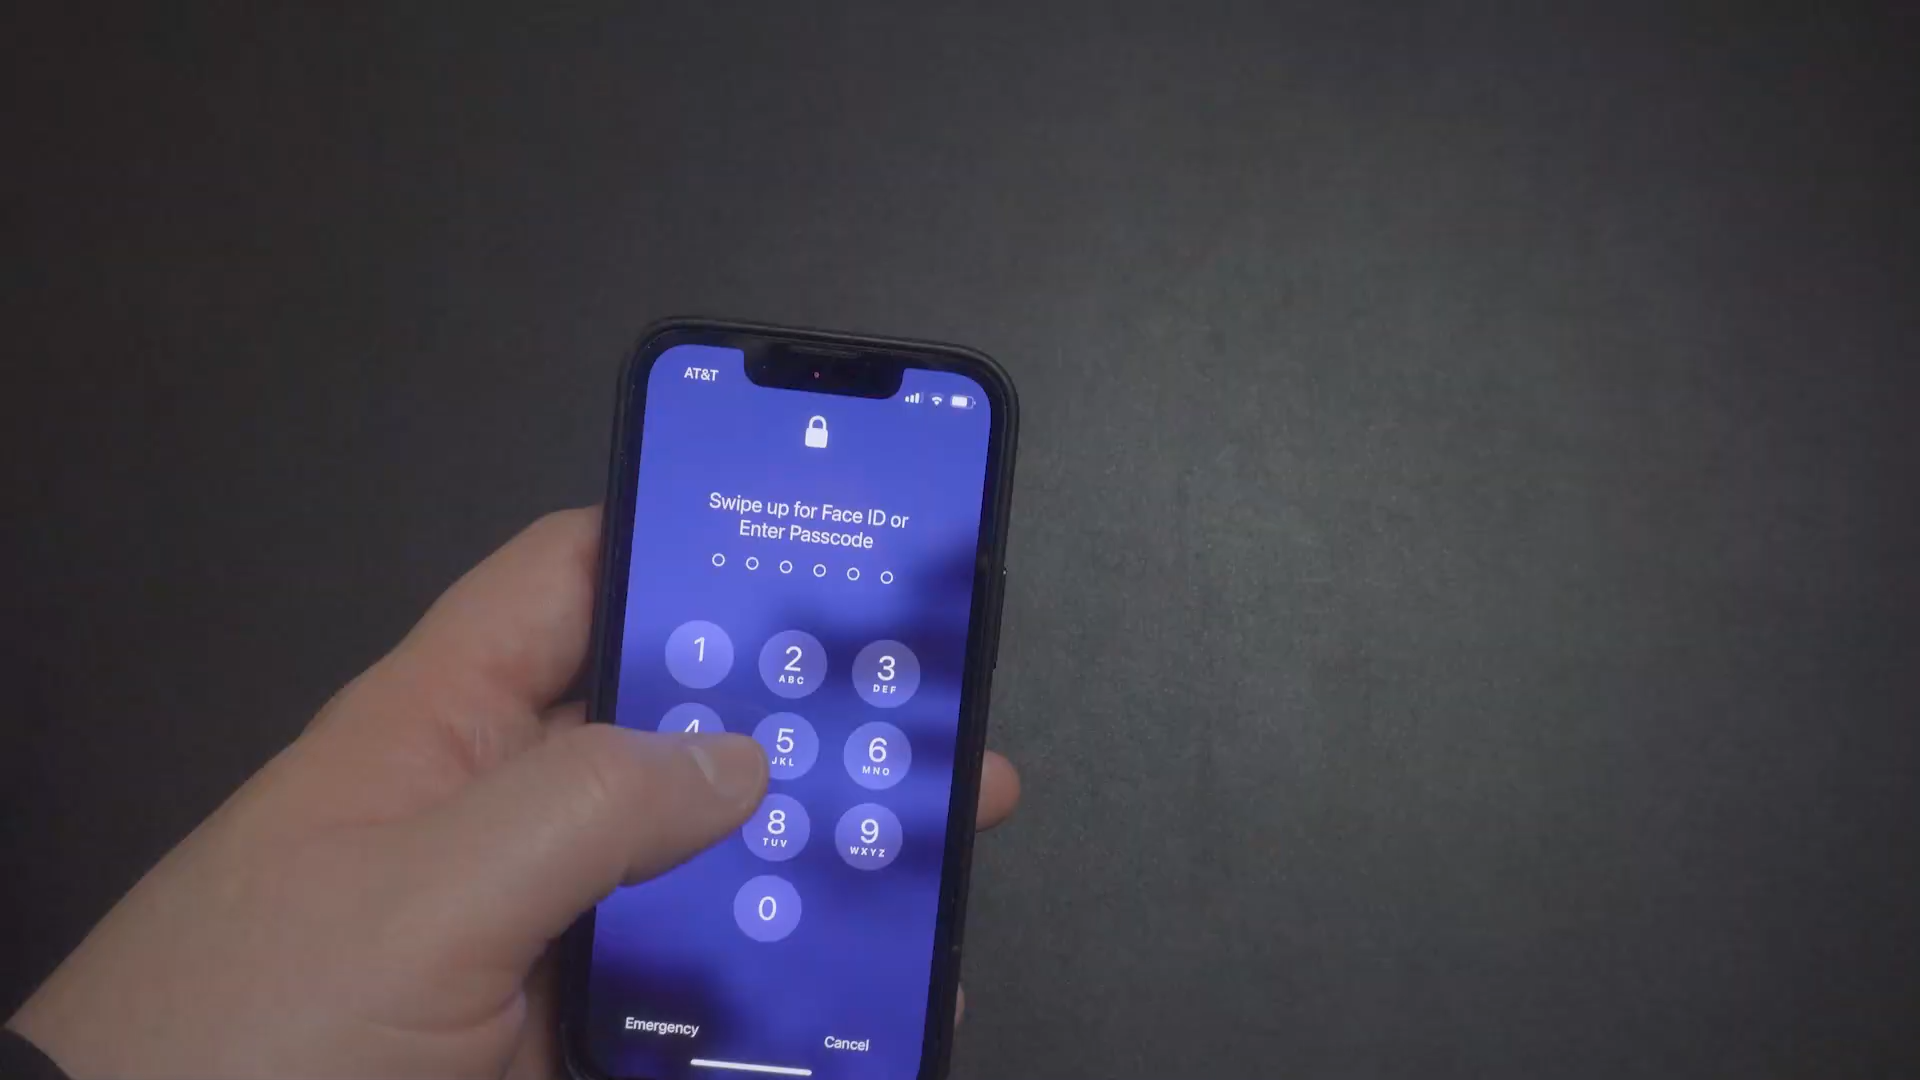 AT&T
Swipe up for Face ID or
Enter Passcode
1
2
ABC
3
DEF
4
5
JKL
6
MNO
8
TUV
9
WXYZ
0
Emergency
Cancel